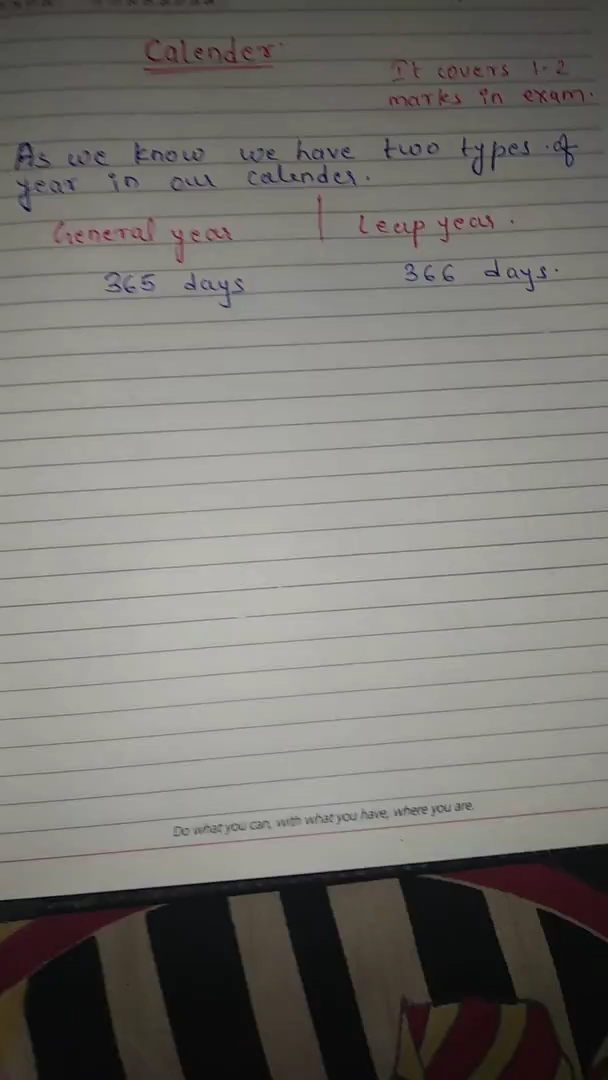 Calender
It covers 1-2
marks in exam.
As we know we have two types of
year in our calender.
General year | Leap year.
365 days 366 days.
Do what you can, with what you have, where you are.